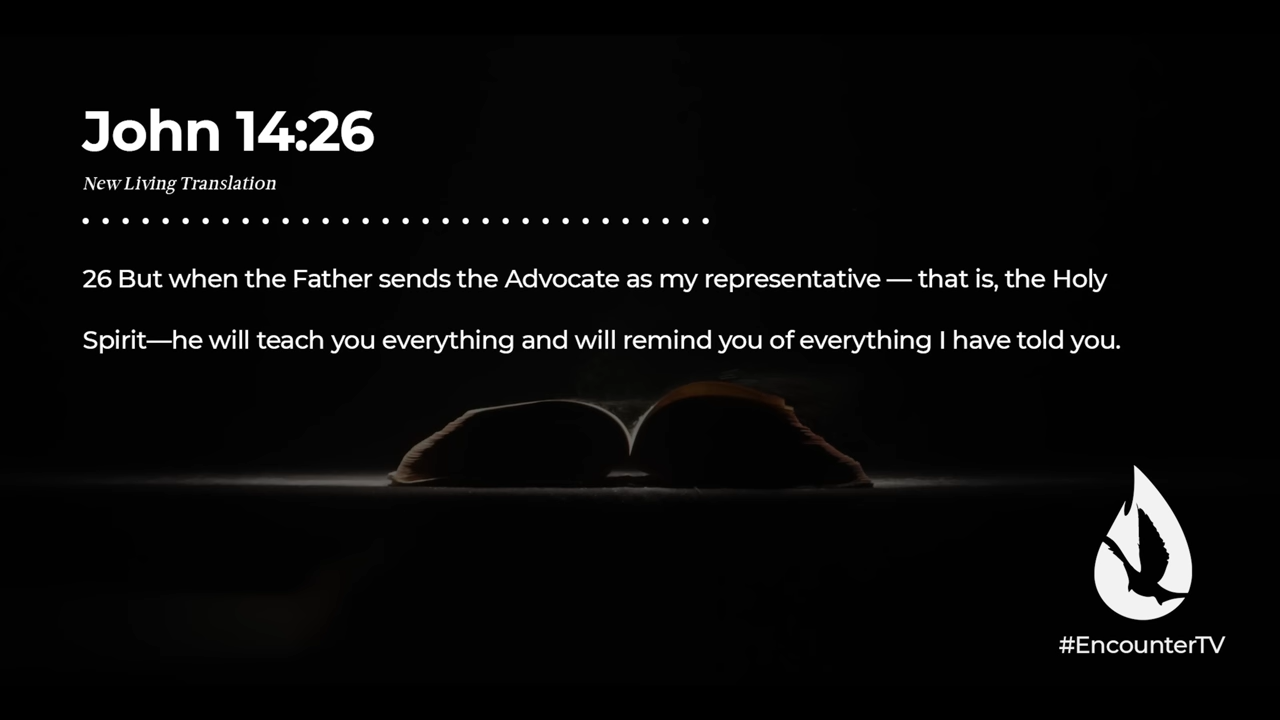 John 14:26
New Living Translation
26 But when the Father sends the Advocate as my representative — that is, the Holy
Spirit—he will teach you everything and will remind you of everything I have told you.
#EncounterTV